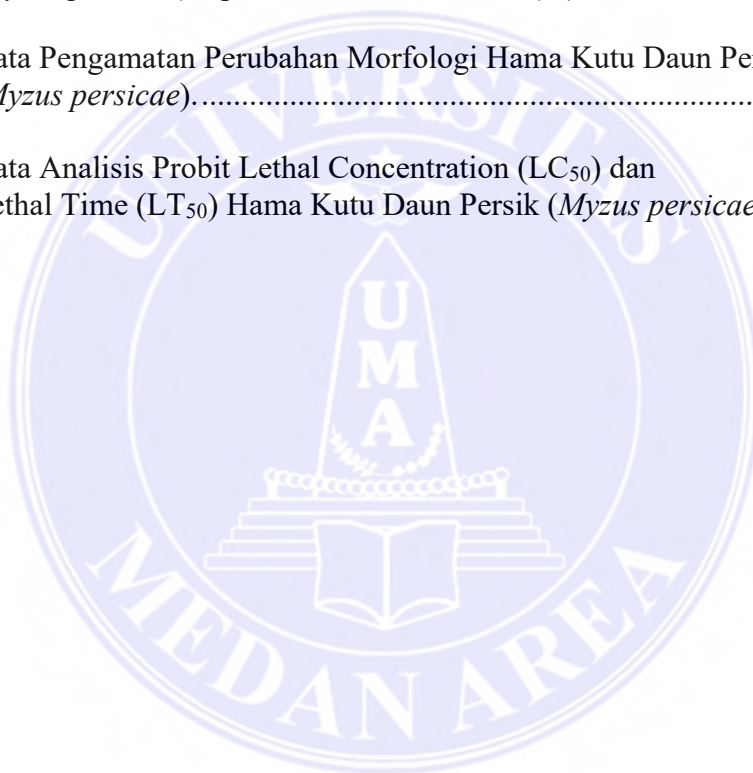 ata Pengamatan Perubahan Morfologi Hama Kutu Daun Per
Myzus persicae)...........................................................................
ata Analisis Probit Lethal Concentration (LC₅₀) dan
ethal Time (LT₅₀) Hama Kutu Daun Persik (Myzus persicae
UNIVERSITAS
UMA
MEDAN AREA